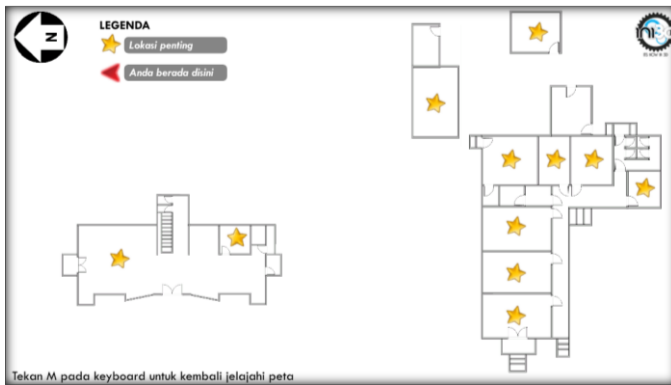 N
LEGENDA
Lokasi penting
Anda berada disini
Tekan M pada keyboard untuk kembali jelajahi peta